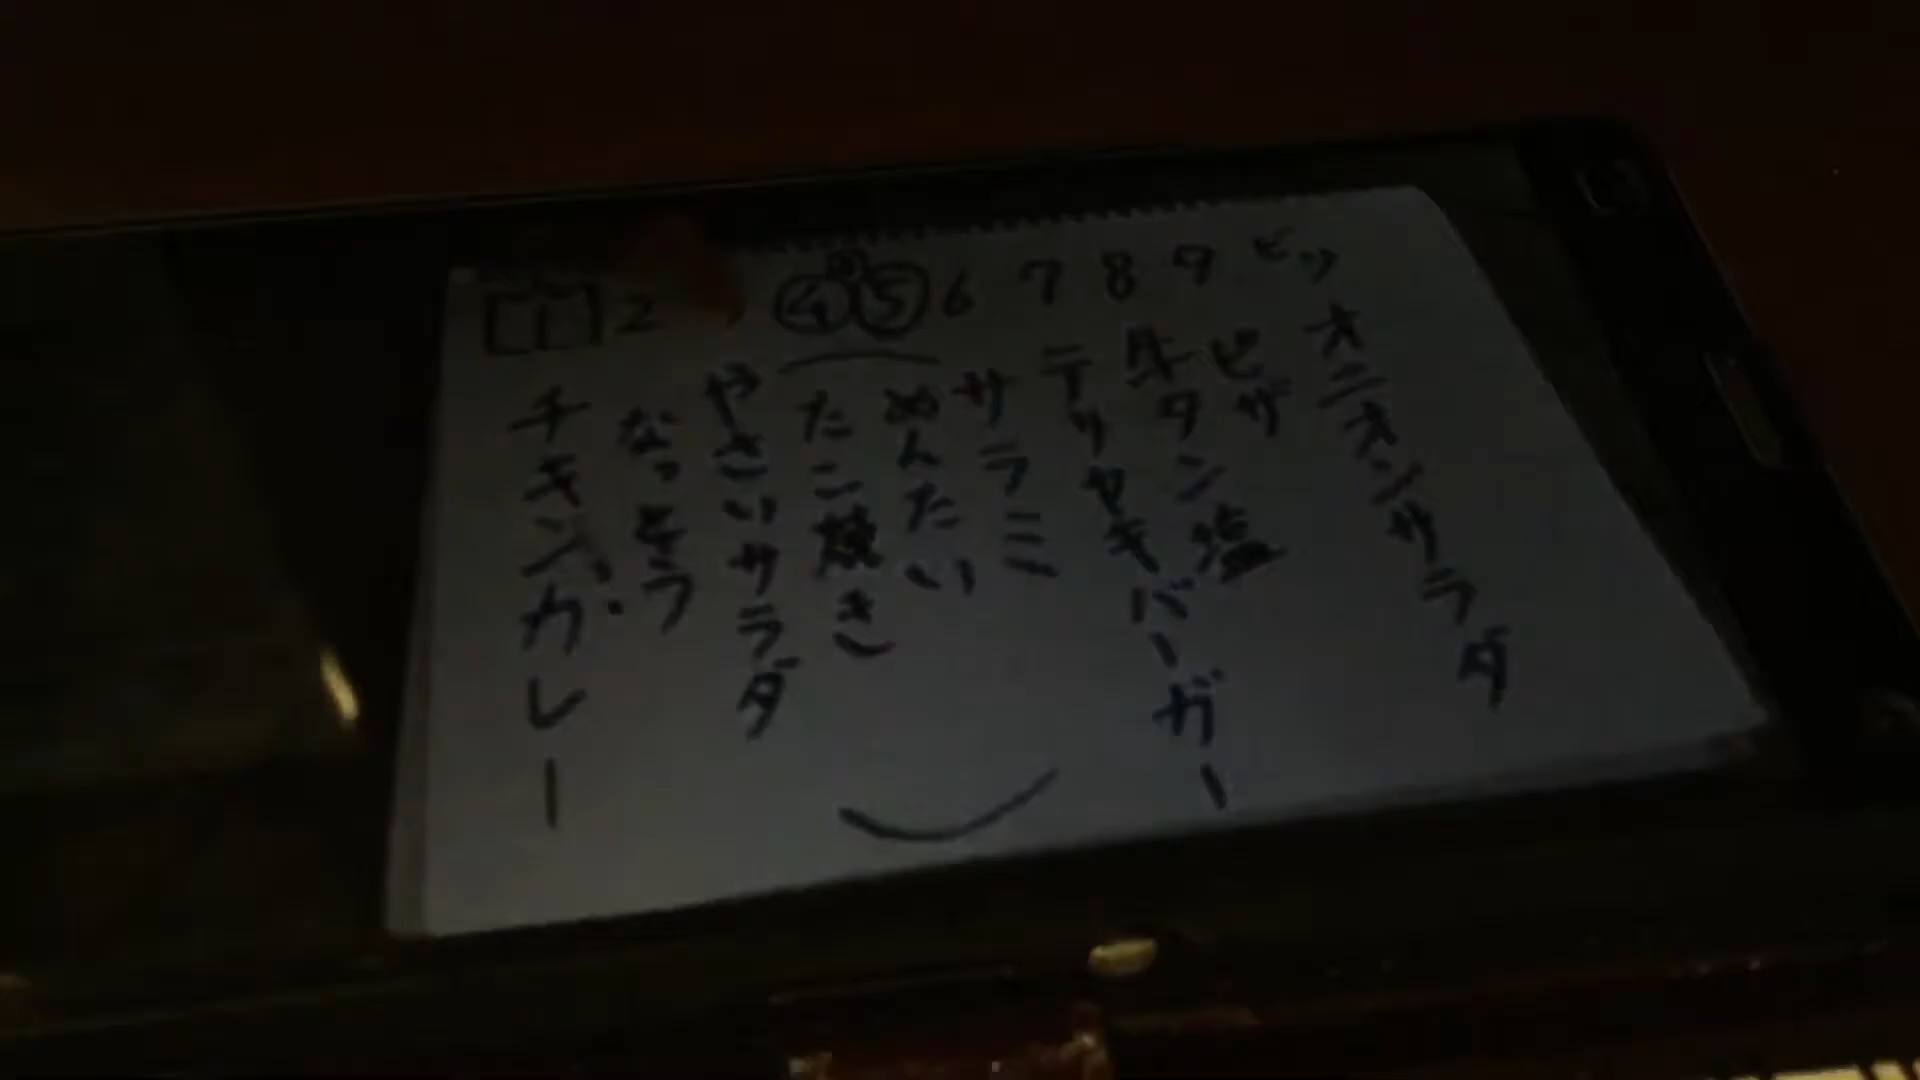 1 2 ④ ⑤ 6 7 8 9 ピッ
オニオンサラダ
ピザ
牛タン塩
テリヤキバーガー
サラミ
めんたい
たこ焼き
やさいサラダ
なっとう
チキンカレー